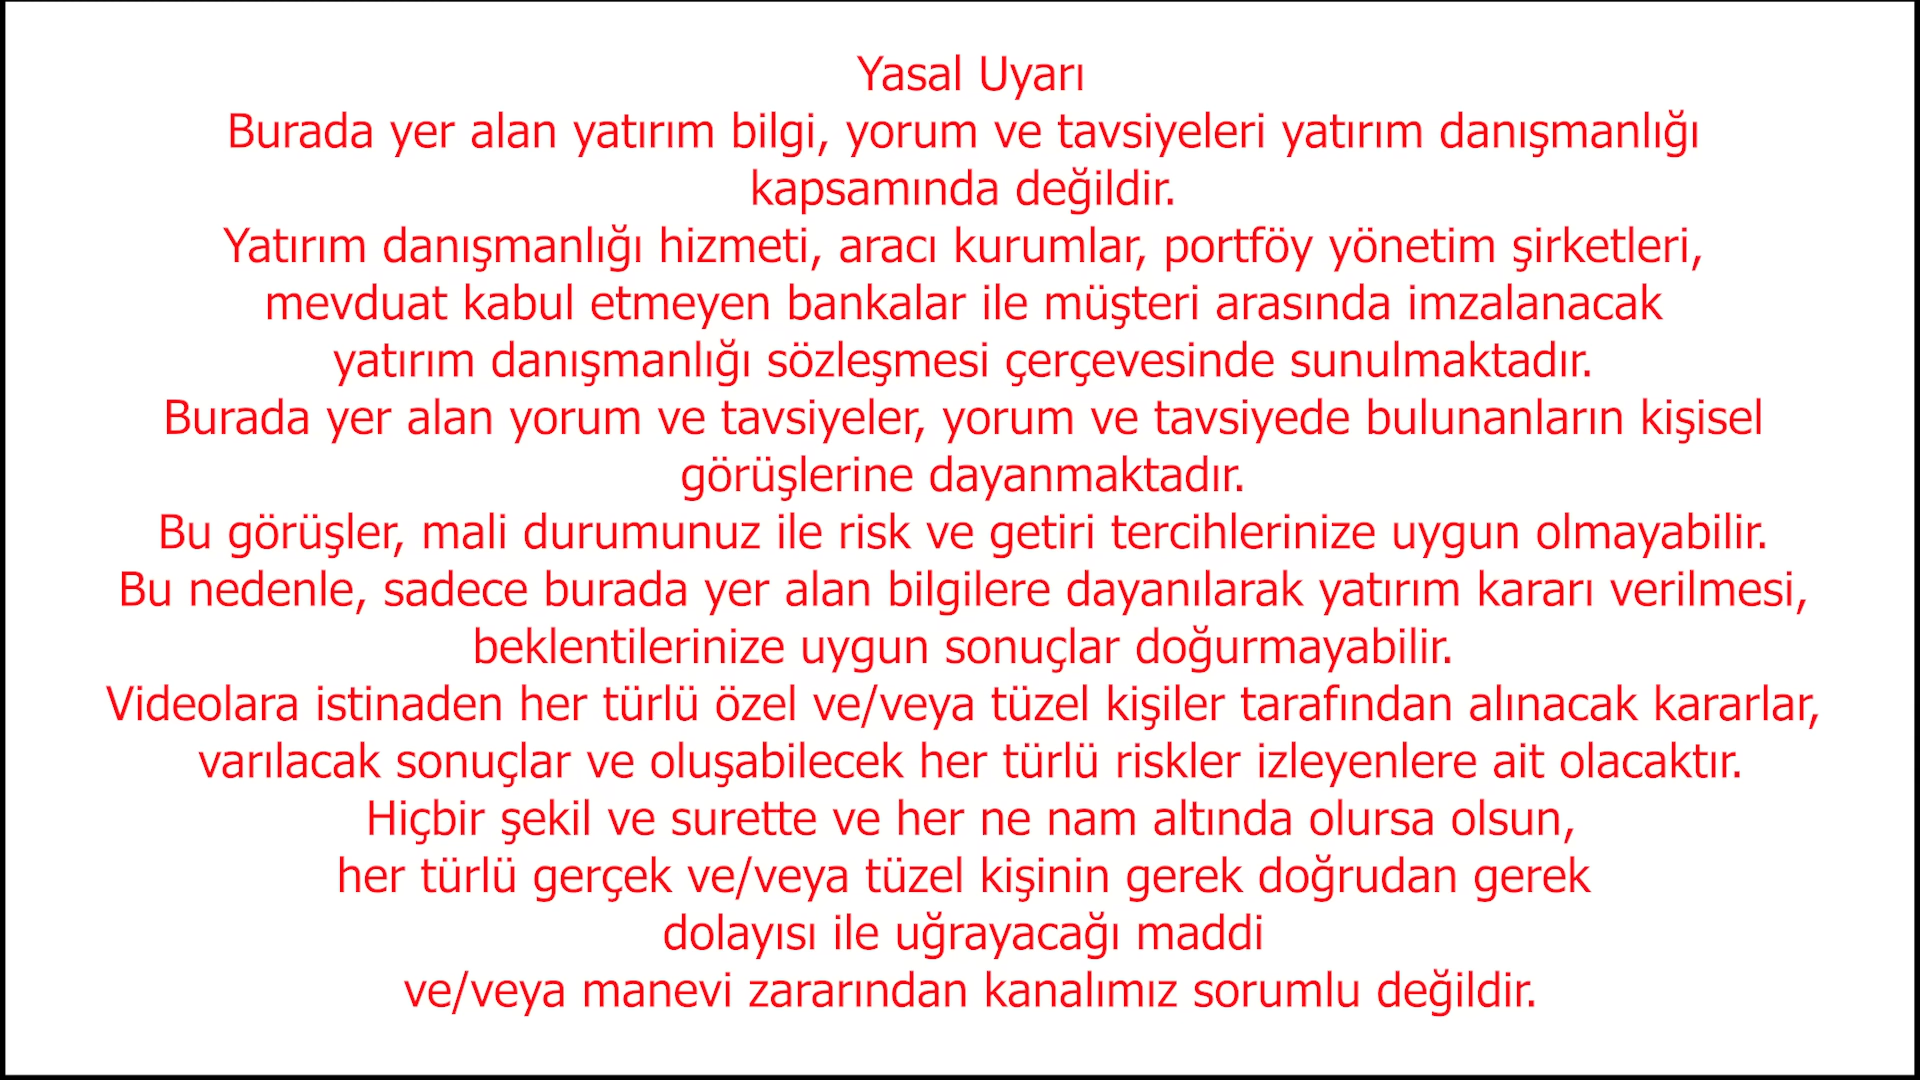 Yasal Uyarı
Burada yer alan yatırım bilgi, yorum ve tavsiyeleri yatırım danışmanlığı
kapsamında değildir.
Yatırım danışmanlığı hizmeti, aracı kurumlar, portföy yönetim şirketleri,
mevduat kabul etmeyen bankalar ile müşteri arasında imzalanacak
yatırım danışmanlığı sözleşmesi çerçevesinde sunulmaktadır.
Burada yer alan yorum ve tavsiyeler, yorum ve tavsiyede bulunanların kişisel
görüşlerine dayanmaktadır.
Bu görüşler, mali durumunuz ile risk ve getiri tercihlerinize uygun olmayabilir.
Bu nedenle, sadece burada yer alan bilgilere dayanılarak yatırım kararı verilmesi,
beklentilerinize uygun sonuçlar doğurmayabilir.
Videolara istinaden her türlü özel ve/veya tüzel kişiler tarafından alınacak kararlar,
varılacak sonuçlar ve oluşabilecek her türlü riskler izleyenlere ait olacaktır.
Hiçbir şekil ve surette ve her ne nam altında olursa olsun,
her türlü gerçek ve/veya tüzel kişinin gerek doğrudan gerek
dolayısı ile uğrayacağı maddi
ve/veya manevi zararından kanalımız sorumlu değildir.